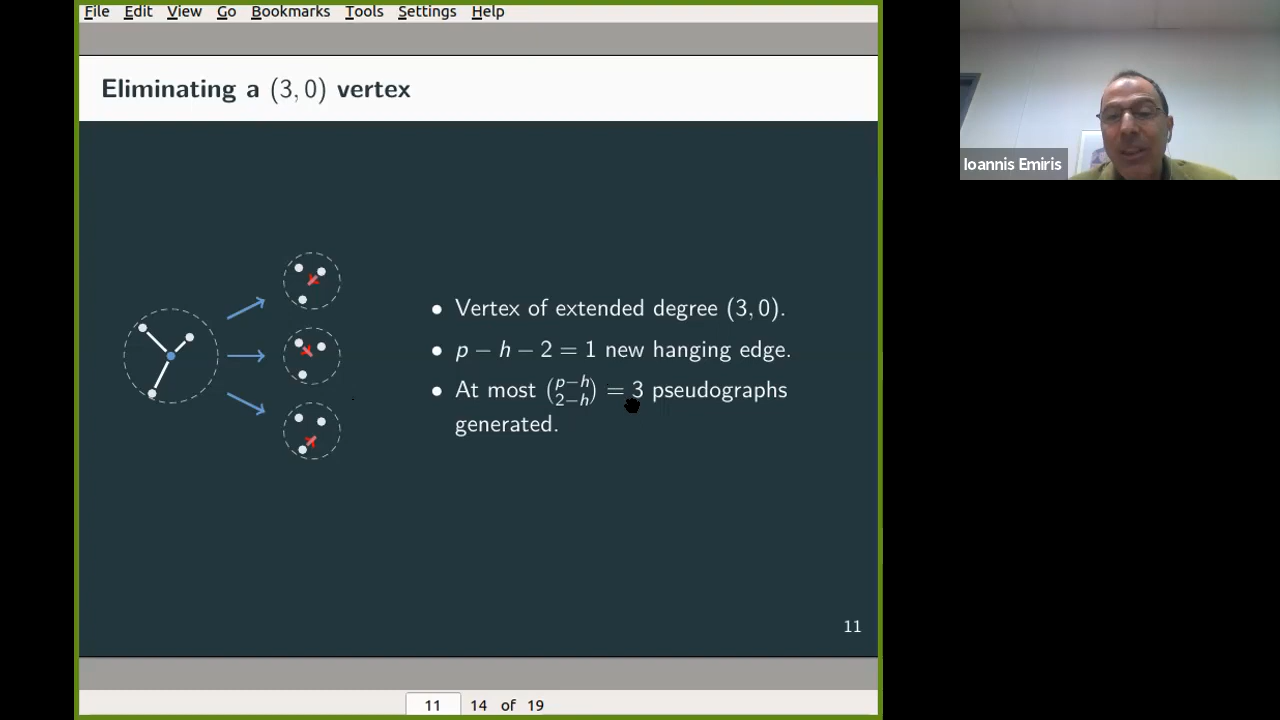 File Edit View Go Bookmarks Tools Settings Help
Eliminating a (3, 0) vertex
Ioannis Emiris
• Vertex of extended degree (3, 0).
• p − h − 2 = 1 new hanging edge.
• At most (p−h 2−h) = 3 pseudographs
generated.
11
11 14 of 19